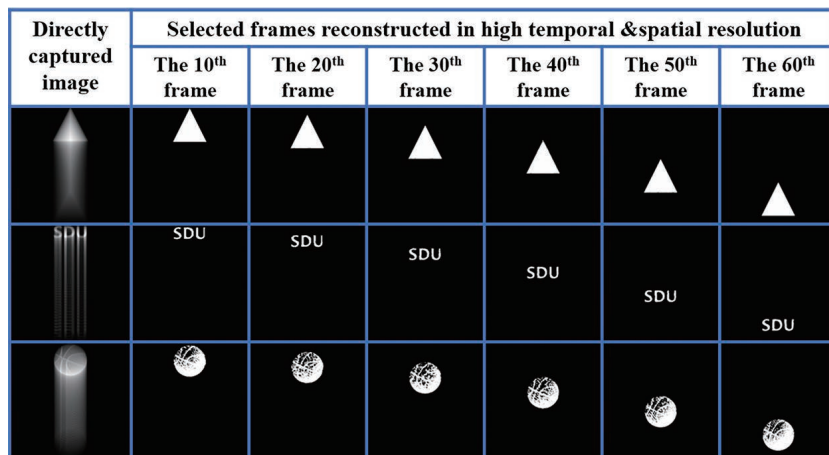 Directly
captured
image
Selected frames reconstructed in high temporal &spatial resolution
The 10th
frame
The 20th
frame
The 30th
frame
The 40th
frame
The 50th
frame
The 60th
frame
SDU
SDU
SDU
SDU
SDU
SDU
SDU